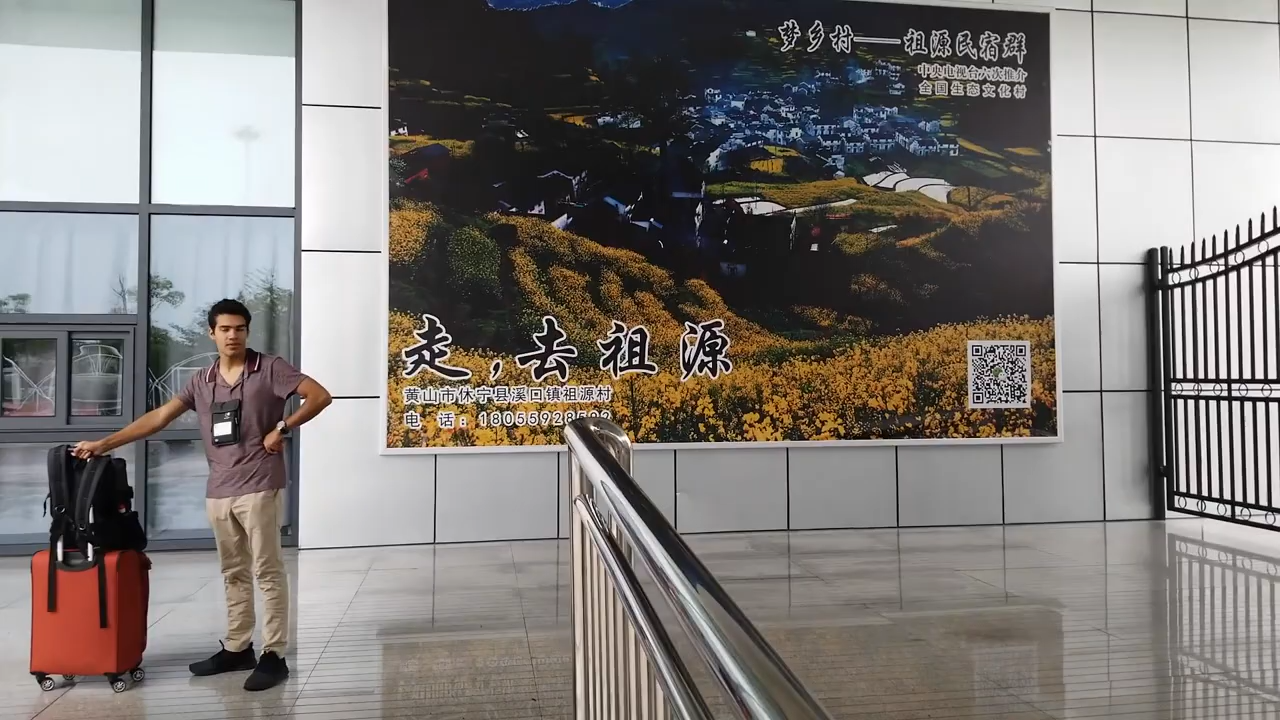 梦乡村——祖源民宿群
中央电视台六次推介
全国生态文化村
走,去祖源
黄山市休宁县溪口镇祖源村
电 话:18055928502